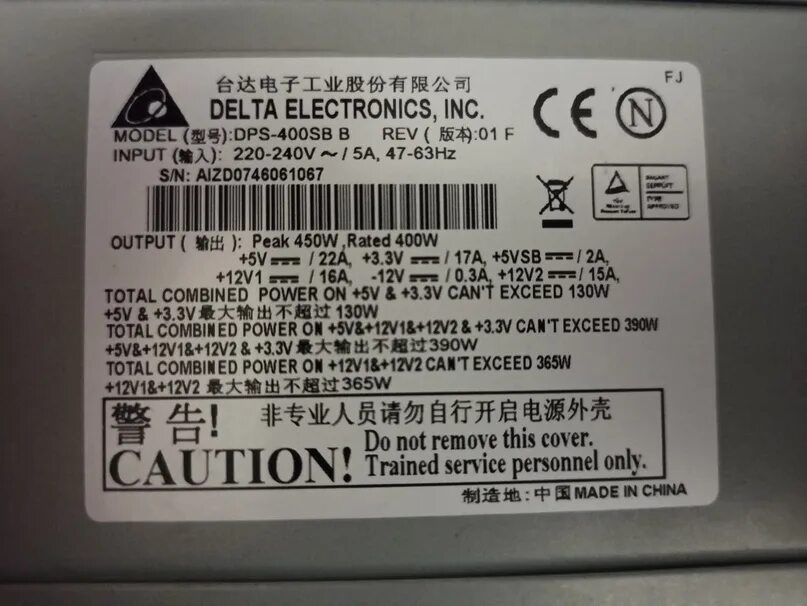 FJ
台达电子工业股份有限公司
DELTA ELECTRONICS, INC.
MODEL (型号):DPS-400SB B REV ( 版本):01 F
INPUT (输入): 220-240V ~ / 5A, 47-63Hz
S/N: AIZD0746061067
OUTPUT ( 输出 ): Peak 450W ,Rated 400W
+5V / 22A, +3.3V / 17A, +5VSB / 2A,
+12V1 / 16A, -12V / 0.3A, +12V2 / 15A,
TOTAL COMBINED POWER ON +5V & +3.3V CAN'T EXCEED 130W
+5V & +3.3V 最大输出不超过 130W
TOTAL COMBINED POWER ON +5V&+12V1&+12V2 & +3.3V CAN'T EXCEED 390W
+5V&+12V1&+12V2 & +3.3V 最大输出不超过390W
TOTAL COMBINED POWER ON +12V1&+12V2 CAN'T EXCEED 365W
+12V1&+12V2 最大输出不超过365W
CE N
TÜV
TYPE
APPROVED
警告! 非专业人员请勿自行开启电源外壳
CAUTION! Do not remove this cover.
Trained service personnel only.
制造地: 中国 MADE IN CHINA